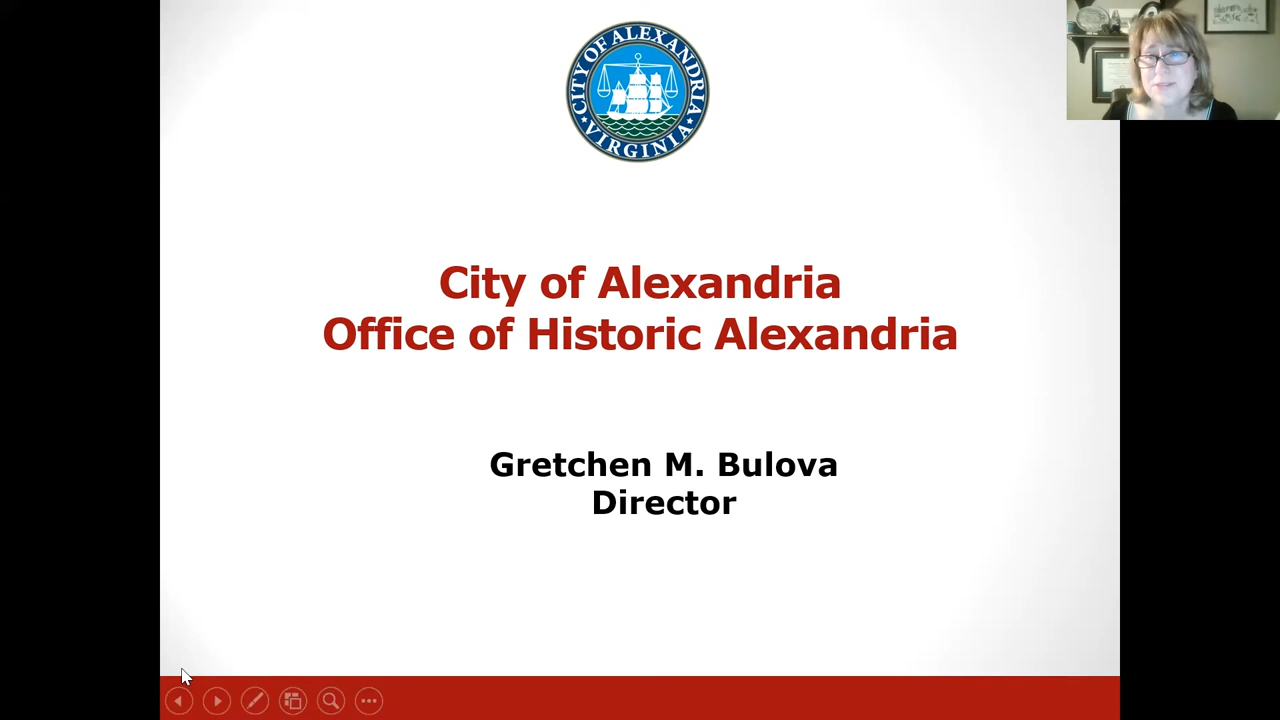 CITY OF ALEXANDRIA
VIRGINIA
City of Alexandria
Office of Historic Alexandria
Gretchen M. Bulova
Director